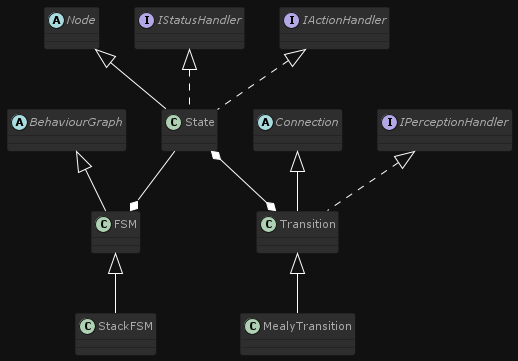 A Node
I IStatusHandler
I IActionHandler
A BehaviourGraph
C State
A Connection
I IPerceptionHandler
C FSM
C Transition
C StackFSM
C MealyTransition